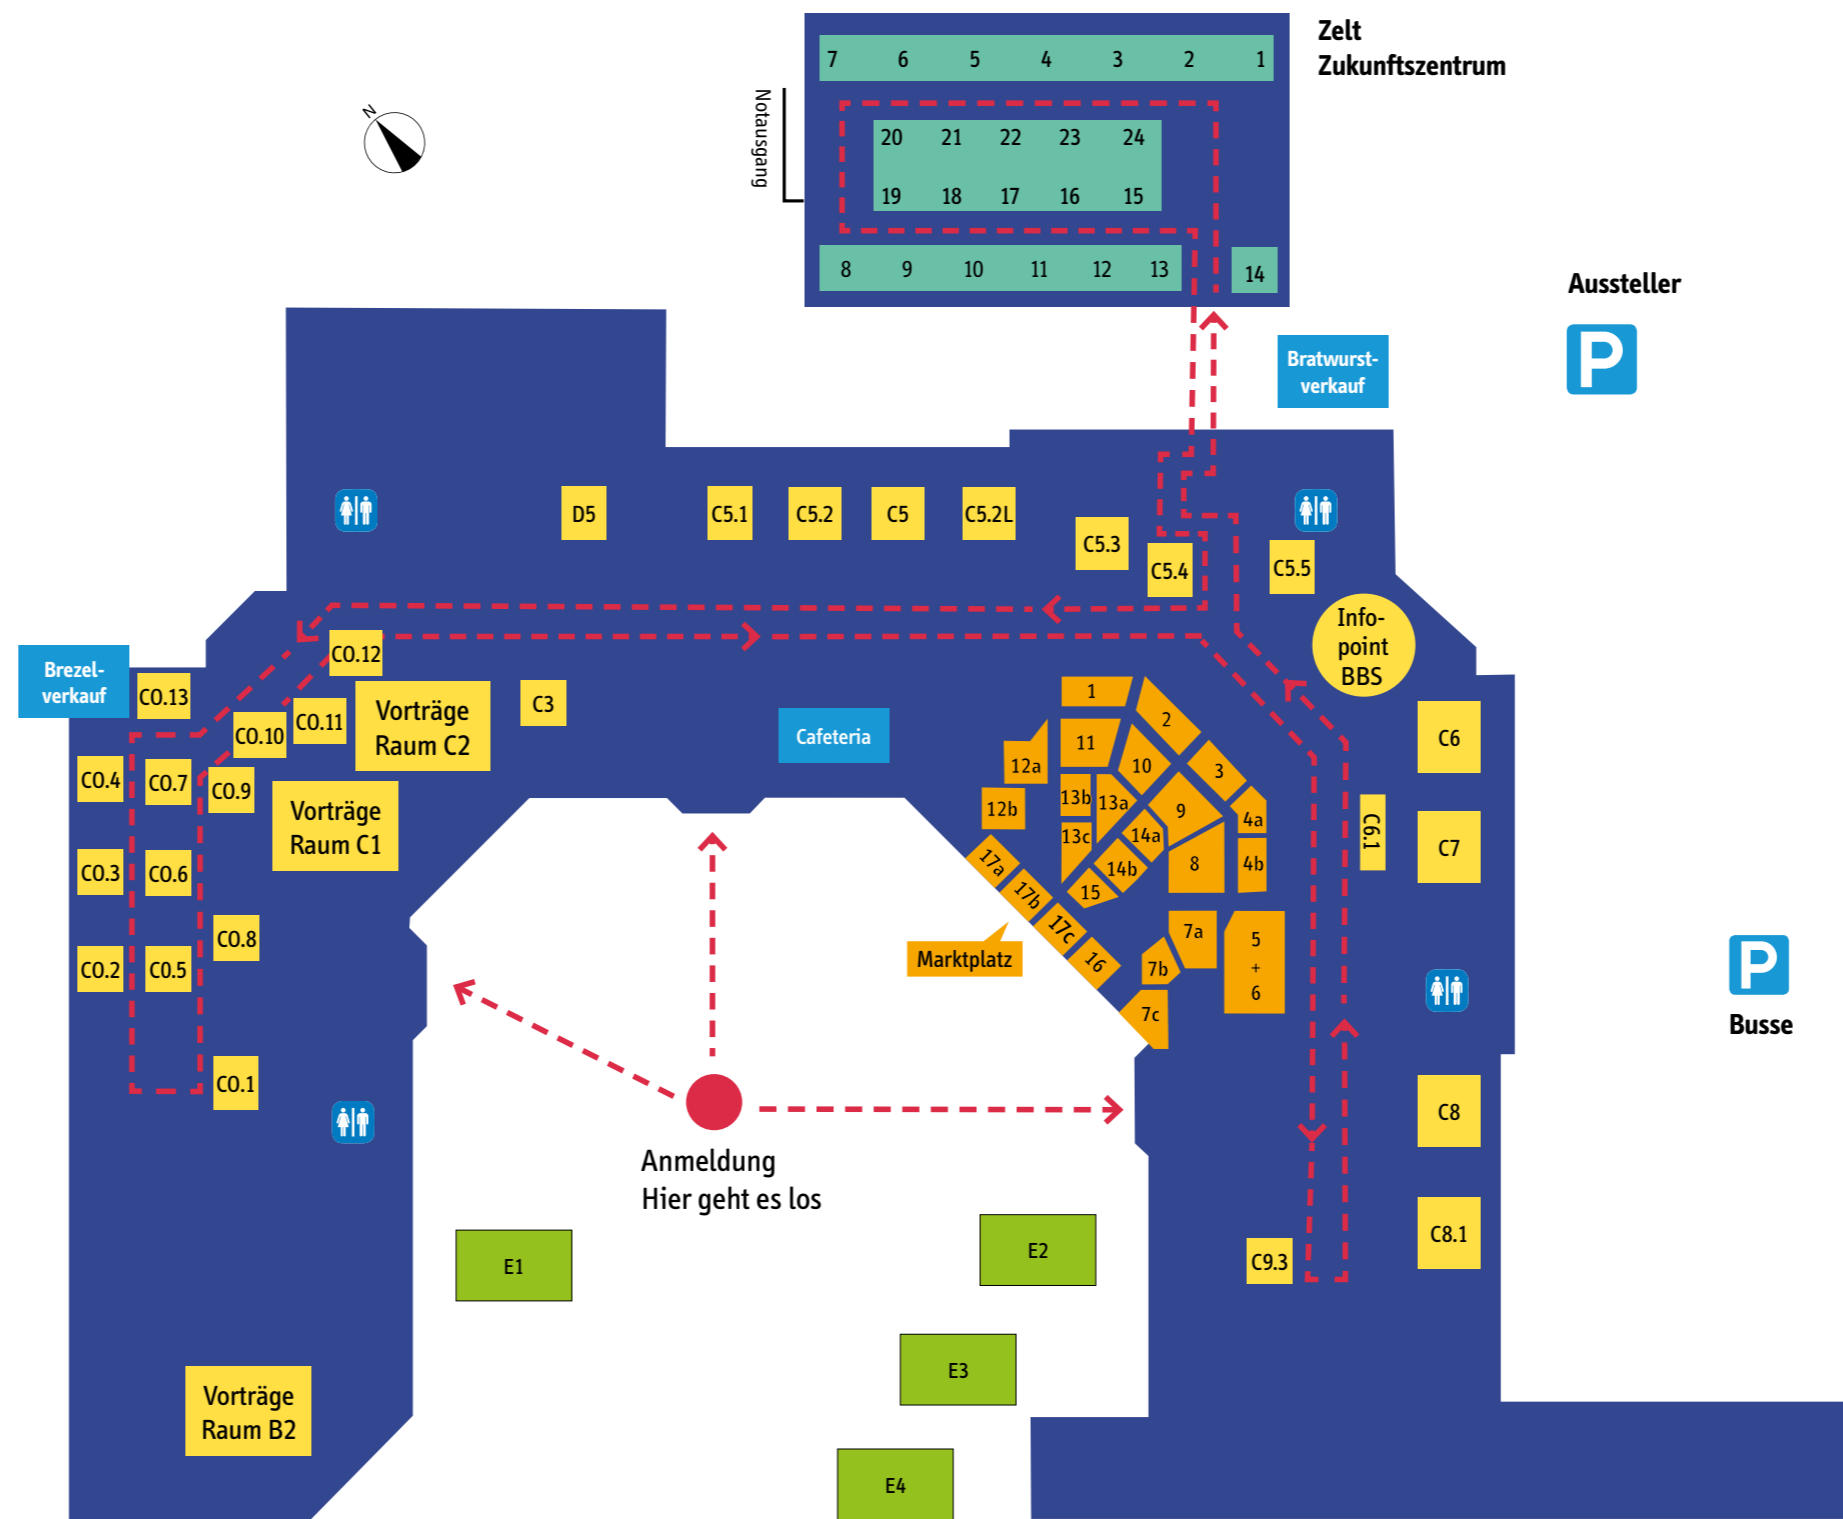 Zelt
Zukunftszentrum
7 6 5 4 3 2 1
Notausgang
20 21 22 23 24
19 18 17 16 15
8 9 10 11 12 13 14
N
Aussteller
P
Bratwurst-
verkauf
D5 C5.1 C5.2 C5 C5.2L
C5.3
C5.4
C5.5
Info-
point
BBS
Brezel-
verkauf
C0.13
C0.12
C0.11
C0.10
Vorträge
Raum C2
C3
Cafeteria
C0.4 C0.7 C0.9
Vorträge
Raum C1
C0.3 C0.6
C0.8
C0.2 C0.5
C0.1
1
2
11
12a
10
3
12b
13b
13a
9
4a
13c
14a
14b
8
4b
17a
17b
15
17c
16
7a
7b
7c
5
+
6
Marktplatz
C6
C6.1
C7
P
Busse
C8
C8.1
C9.3
Anmeldung
Hier geht es los
E1
E2
E3
E4
Vorträge
Raum B2